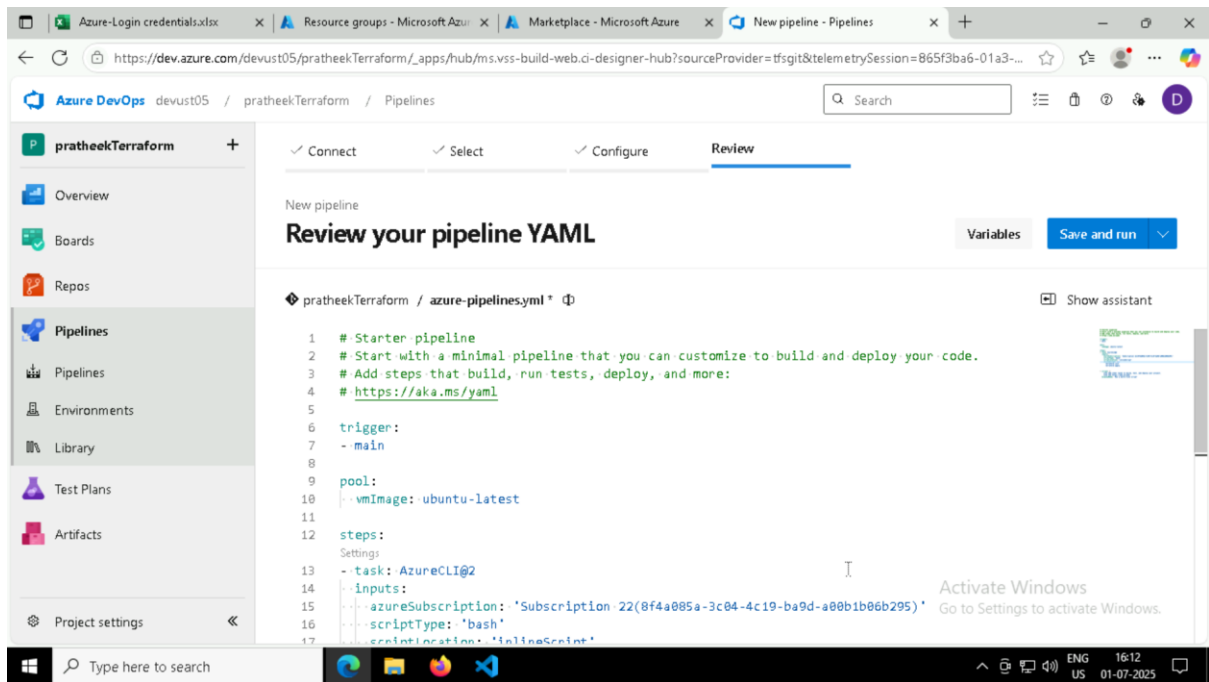 Azure-Login credentials.xlsx
Resource groups - Microsoft Azur
Marketplace - Microsoft Azure
New pipeline - Pipelines
https://dev.azure.com/devust05/pratheekTerraform/_apps/hub/ms.vss-build-web.ci-designer-hub?sourceProvider=tfsgit&telemetrySession=865f3ba6-01a3-...
Azure DevOps devust05 / pratheekTerraform / Pipelines
Search
D
P pratheekTerraform +
Overview
Boards
Repos
Pipelines
Pipelines
Environments
Library
Test Plans
Artifacts
Project settings
Connect
Select
Configure
Review
New pipeline
Review your pipeline YAML
Variables
Save and run
pratheekTerraform / azure-pipelines.yml *
Show assistant
1 # Starter pipeline
2 # Start with a minimal pipeline that you can customize to build and deploy your code.
3 # Add steps that build, run tests, deploy, and more:
4 # https://aka.ms/yaml
5
6 trigger:
7 - main
8
9 pool:
10 vmImage: ubuntu-latest
11
12 steps:
Settings
13 - task: AzureCLI@2
14 inputs:
15 azureSubscription: 'Subscription 22(8f4a085a-3c04-4c19-ba9d-a00b1b06b295)'
16 scriptType: 'bash'
17 scriptLocation: 'inlineScript'
Activate Windows
Go to Settings to activate Windows.
Type here to search
ENG
US
16:12
01-07-2025